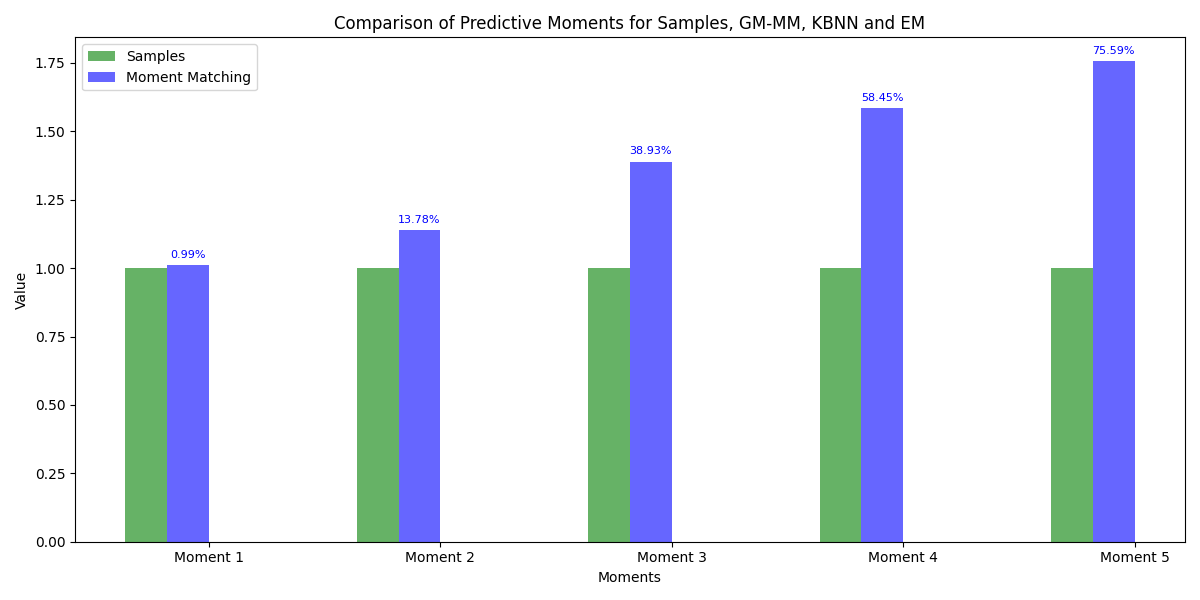 Comparison of Predictive Moments for Samples, GM-MM, KBNN and EM
Samples
Moment Matching
75.59%
58.45%
38.93%
13.78%
0.99%
1.75
1.50
1.25
1.00
0.75
0.50
0.25
0.00
Value
Moment 1
Moment 2
Moment 3
Moment 4
Moment 5
Moments